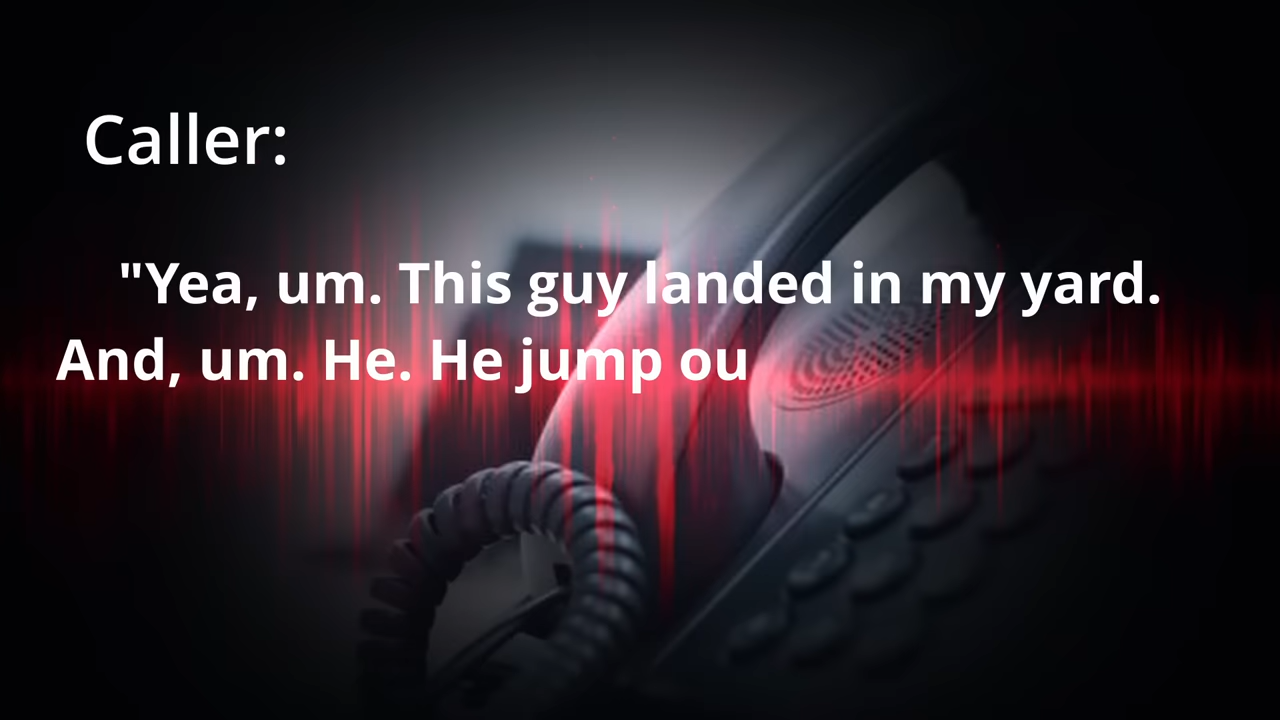 Caller:
"Yea, um. This guy landed in my yard.
And, um. He. He jump ou